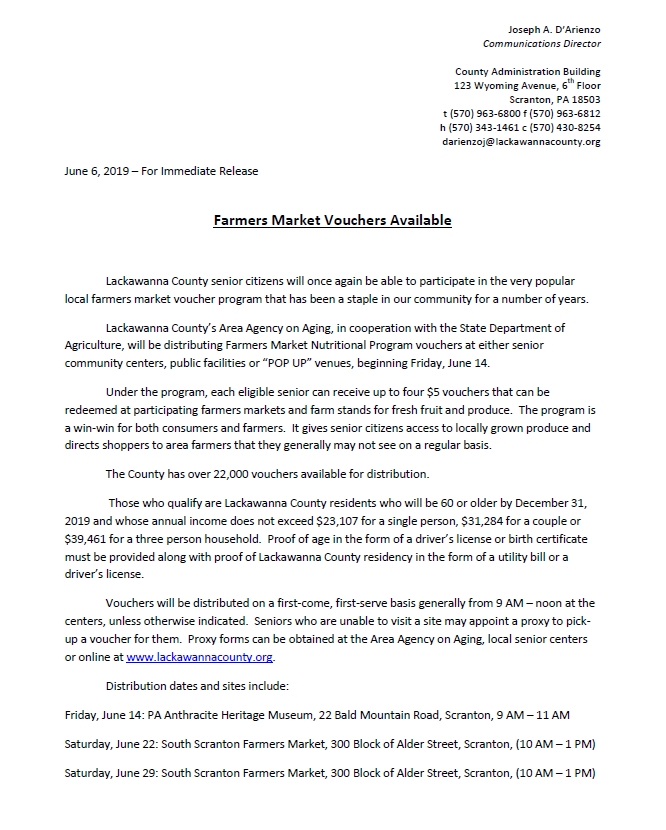 Joseph A. D’Arienzo
Communications Director
County Administration Building
123 Wyoming Avenue, 6th Floor
Scranton, PA 18503
t (570) 963-6800 f (570) 963-6812
h (570) 343-1461 c (570) 430-8254
darienzoj@lackawannacounty.org
June 6, 2019 – For Immediate Release
Farmers Market Vouchers Available
Lackawanna County senior citizens will once again be able to participate in the very popular
local farmers market voucher program that has been a staple in our community for a number of years.
Lackawanna County’s Area Agency on Aging, in cooperation with the State Department of
Agriculture, will be distributing Farmers Market Nutritional Program vouchers at either senior
community centers, public facilities or “POP UP” venues, beginning Friday, June 14.
Under the program, each eligible senior can receive up to four $5 vouchers that can be
redeemed at participating farmers markets and farm stands for fresh fruit and produce.  The program is
a win-win for both consumers and farmers.  It gives senior citizens access to locally grown produce and
directs shoppers to area farmers that they generally may not see on a regular basis.
The County has over 22,000 vouchers available for distribution.
Those who qualify are Lackawanna County residents who will be 60 or older by December 31,
2019 and whose annual income does not exceed $23,107 for a single person, $31,284 for a couple or
$39,461 for a three person household.  Proof of age in the form of a driver’s license or birth certificate
must be provided along with proof of Lackawanna County residency in the form of a utility bill or a
driver’s license.
Vouchers will be distributed on a first-come, first-serve basis generally from 9 AM – noon at the
centers, unless otherwise indicated.  Seniors who are unable to visit a site may appoint a proxy to pick-
up a voucher for them.  Proxy forms can be obtained at the Area Agency on Aging, local senior centers
or online at www.lackawannacounty.org.
Distribution dates and sites include:
Friday, June 14: PA Anthracite Heritage Museum, 22 Bald Mountain Road, Scranton, 9 AM – 11 AM
Saturday, June 22: South Scranton Farmers Market, 300 Block of Alder Street, Scranton, (10 AM – 1 PM)
Saturday, June 29: South Scranton Farmers Market, 300 Block of Alder Street, Scranton, (10 AM – 1 PM)